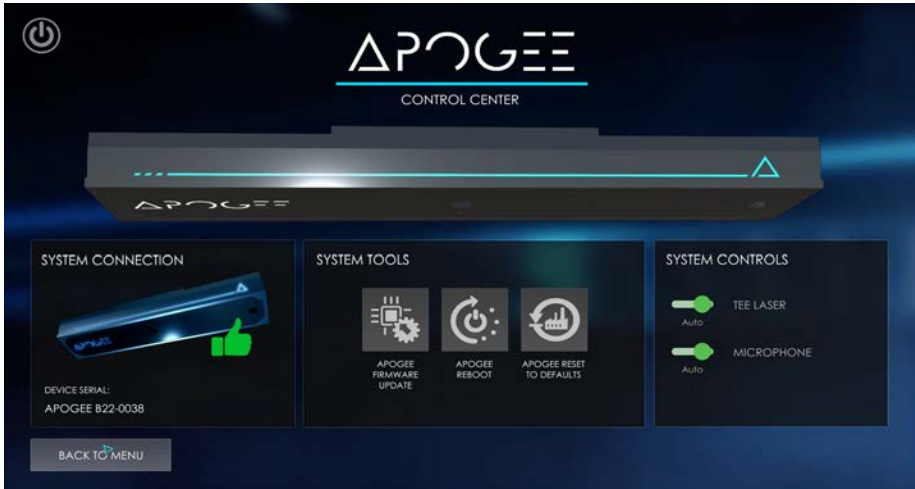 APOGEE
CONTROL CENTER
APOGEE
SYSTEM CONNECTION
APOGEE
DEVICE SERIAL:
APOGEE B22-0038
SYSTEM TOOLS
APOGEE
FIRMWARE
UPDATE
APOGEE
REBOOT
APOGEE RESET
TO DEFAULTS
SYSTEM CONTROLS
TEE LASER
Auto
MICROPHONE
Auto
BACK TO MENU